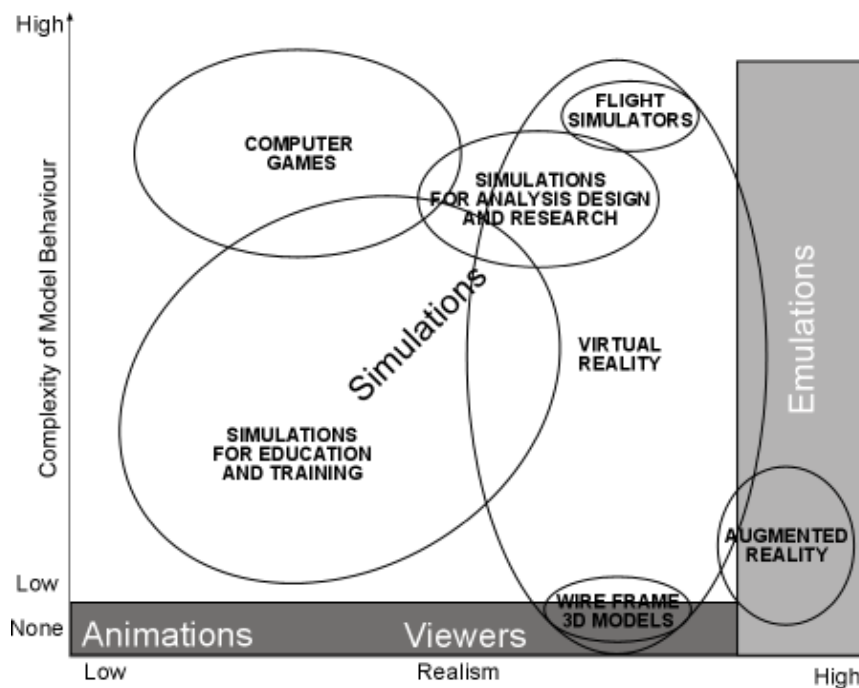 High
FLIGHT
SIMULATORS
COMPUTER
GAMES
SIMULATIONS
FOR ANALYSIS DESIGN
AND RESEARCH
Complexity of Model Behaviour
Simulations
VIRTUAL
REALITY
Emulations
SIMULATIONS
FOR EDUCATION
AND TRAINING
AUGMENTED
REALITY
Low
WIRE FRAME
3D MODELS
None
Animations
Viewers
Low
Realism
High